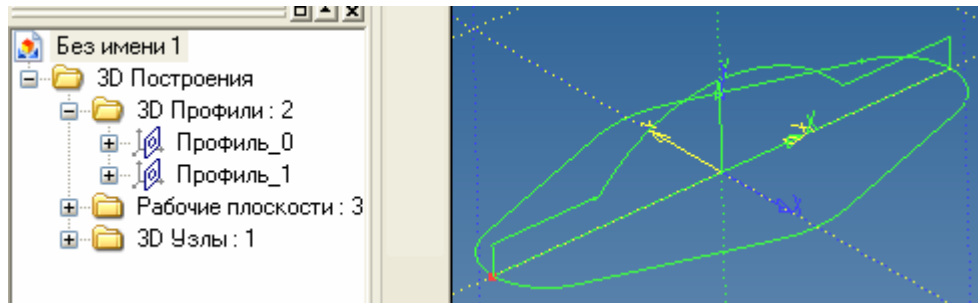 Без имени 1
3D Построения
3D Профили : 2
Профиль_0
Профиль_1
Рабочие плоскости : 3
3D Узлы : 1
X